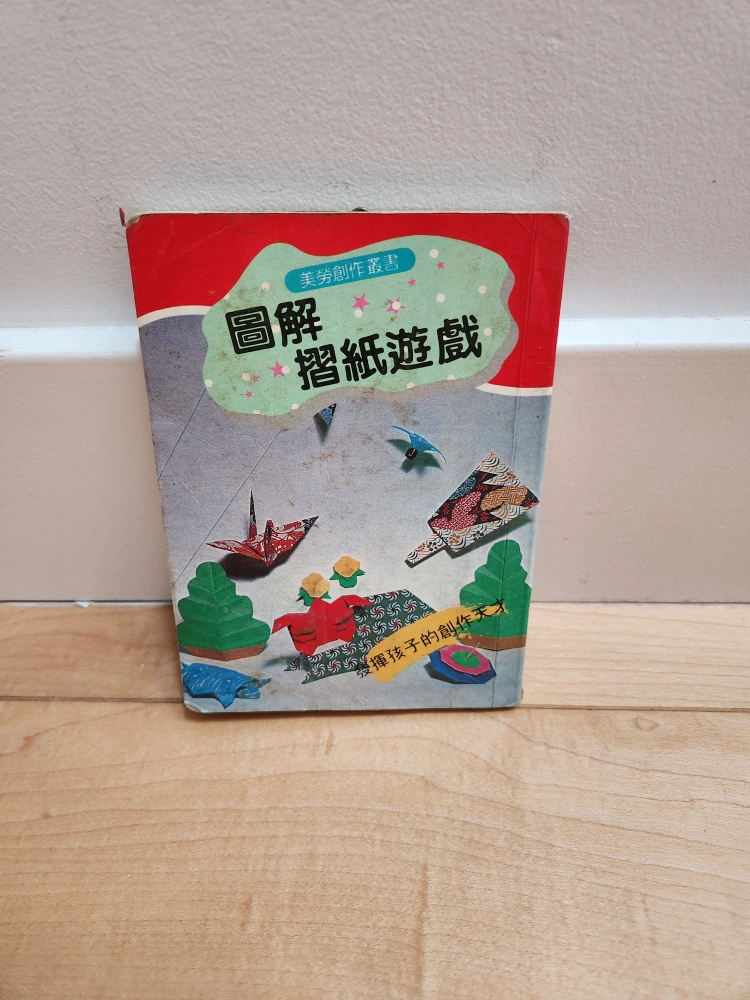 美勞創作叢書
圖解
摺紙遊戲
發揮孩子的創作天才